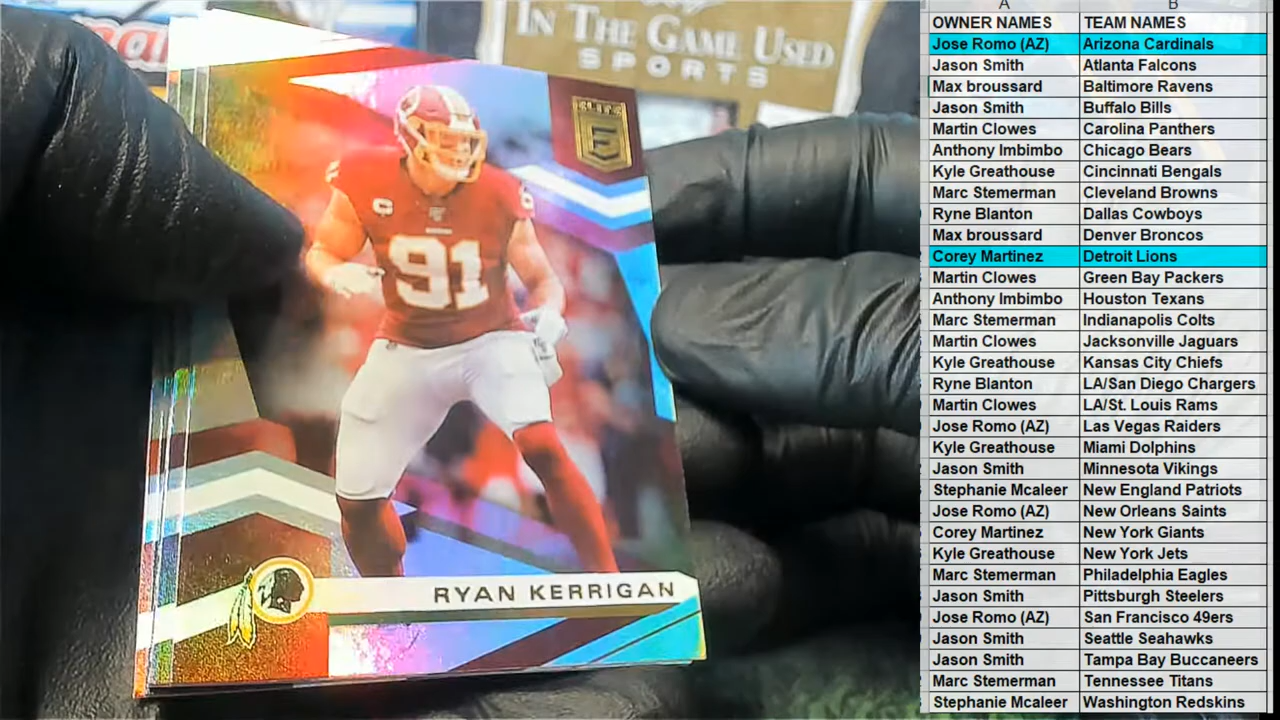 IN THE GAME USED
SPORTS
ELITE
E
C
91
91
RYAN KERRIGAN
A B
OWNER NAMES TEAM NAMES
Jose Romo (AZ) Arizona Cardinals
Jason Smith Atlanta Falcons
Max broussard Baltimore Ravens
Jason Smith Buffalo Bills
Martin Clowes Carolina Panthers
Anthony Imbimbo Chicago Bears
Kyle Greathouse Cincinnati Bengals
Marc Stemerman Cleveland Browns
Ryne Blanton Dallas Cowboys
Max broussard Denver Broncos
Corey Martinez Detroit Lions
Martin Clowes Green Bay Packers
Anthony Imbimbo Houston Texans
Marc Stemerman Indianapolis Colts
Martin Clowes Jacksonville Jaguars
Kyle Greathouse Kansas City Chiefs
Ryne Blanton LA/San Diego Chargers
Martin Clowes LA/St. Louis Rams
Jose Romo (AZ) Las Vegas Raiders
Kyle Greathouse Miami Dolphins
Jason Smith Minnesota Vikings
Stephanie Mcaleer New England Patriots
Jose Romo (AZ) New Orleans Saints
Corey Martinez New York Giants
Kyle Greathouse New York Jets
Marc Stemerman Philadelphia Eagles
Jason Smith Pittsburgh Steelers
Jose Romo (AZ) San Francisco 49ers
Jason Smith Seattle Seahawks
Jason Smith Tampa Bay Buccaneers
Marc Stemerman Tennessee Titans
Stephanie Mcaleer Washington Redskins